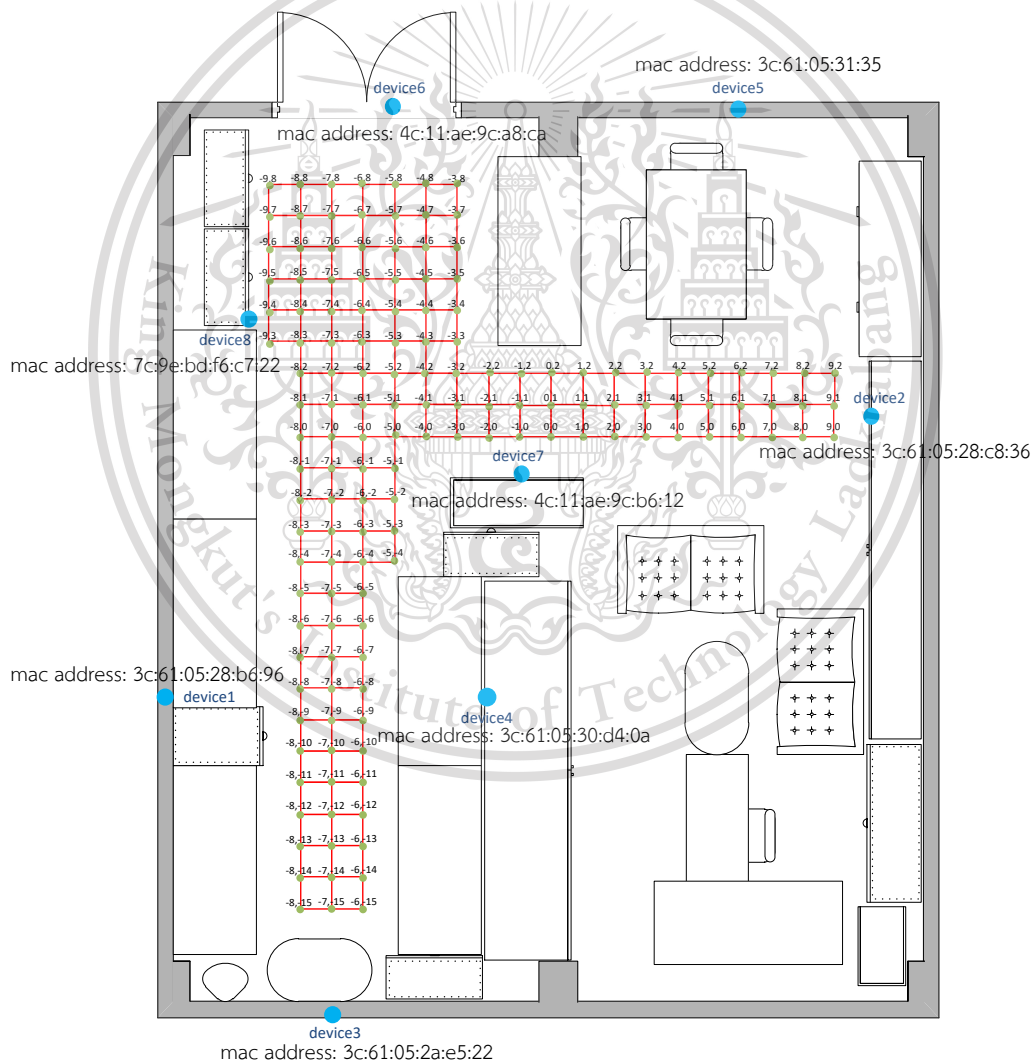 mac address: 3c:61:05:31:35
device6
device5
mac address: 4c:11:ae:9c:a8:ca
-9,8 -8,8 -7,8 -6,8 -5,8 -4,8 -3,8
-9,7 -8,7 -7,7 -6,7 -5,7 -4,7 -3,7
-9,6 -8,6 -7,6 -6,6 -5,6 -4,6 -3,6
-9,5 -8,5 -7,5 -6,5 -5,5 -4,5 -3,5
-9,4 -8,4 -7,4 -6,4 -5,4 -4,4 -3,4
device8
-9,3 -8,3 -7,3 -6,3 -5,3 -4,3 -3,3
mac address: 7c:9e:bd:f6:c7:22
-8,2 -7,2 -6,2 -5,2 -4,2 -3,2 -2,2 -1,2 0,2 1,2 2,2 3,2 4,2 5,2 6,2 7,2 8,2 9,2
-8,1 -7,1 -6,1 -5,1 -4,1 -3,1 -2,1 -1,1 0,1 1,1 2,1 3,1 4,1 5,1 6,1 7,1 8,1 9,1
device2
-8,0 -7,0 -6,0 -5,0 -4,0 -3,0 -2,0 -1,0 0,0 1,0 2,0 3,0 4,0 5,0 6,0 7,0 8,0 9,0
mac address: 3c:61:05:28:c8:36
device7
-8,-1 -7,-1 -6,-1 -5,-1
mac address: 4c:11:ae:9c:b6:12
-8,-2 -7,-2 -6,-2 -5,-2
-8,-3 -7,-3 -6,-3 -5,-3
-8,-4 -7,-4 -6,-4 -5,-4
-8,-5 -7,-5 -6,-5
-8,-6 -7,-6 -6,-6
-8,-7 -7,-7 -6,-7
mac address: 3c:61:05:28:b6:96
-8,-8 -7,-8 -6,-8
device1
device4
-8,-9 -7,-9 -6,-9
mac address: 3c:61:05:30:d4:0a
-8,-10 -7,-10 -6,-10
-8,-11 -7,-11 -6,-11
-8,-12 -7,-12 -6,-12
-8,-13 -7,-13 -6,-13
-8,-14 -7,-14 -6,-14
-8,-15 -7,-15 -6,-15
device3
mac address: 3c:61:05:2a:e5:22
King Mongkut's Institute of Technology